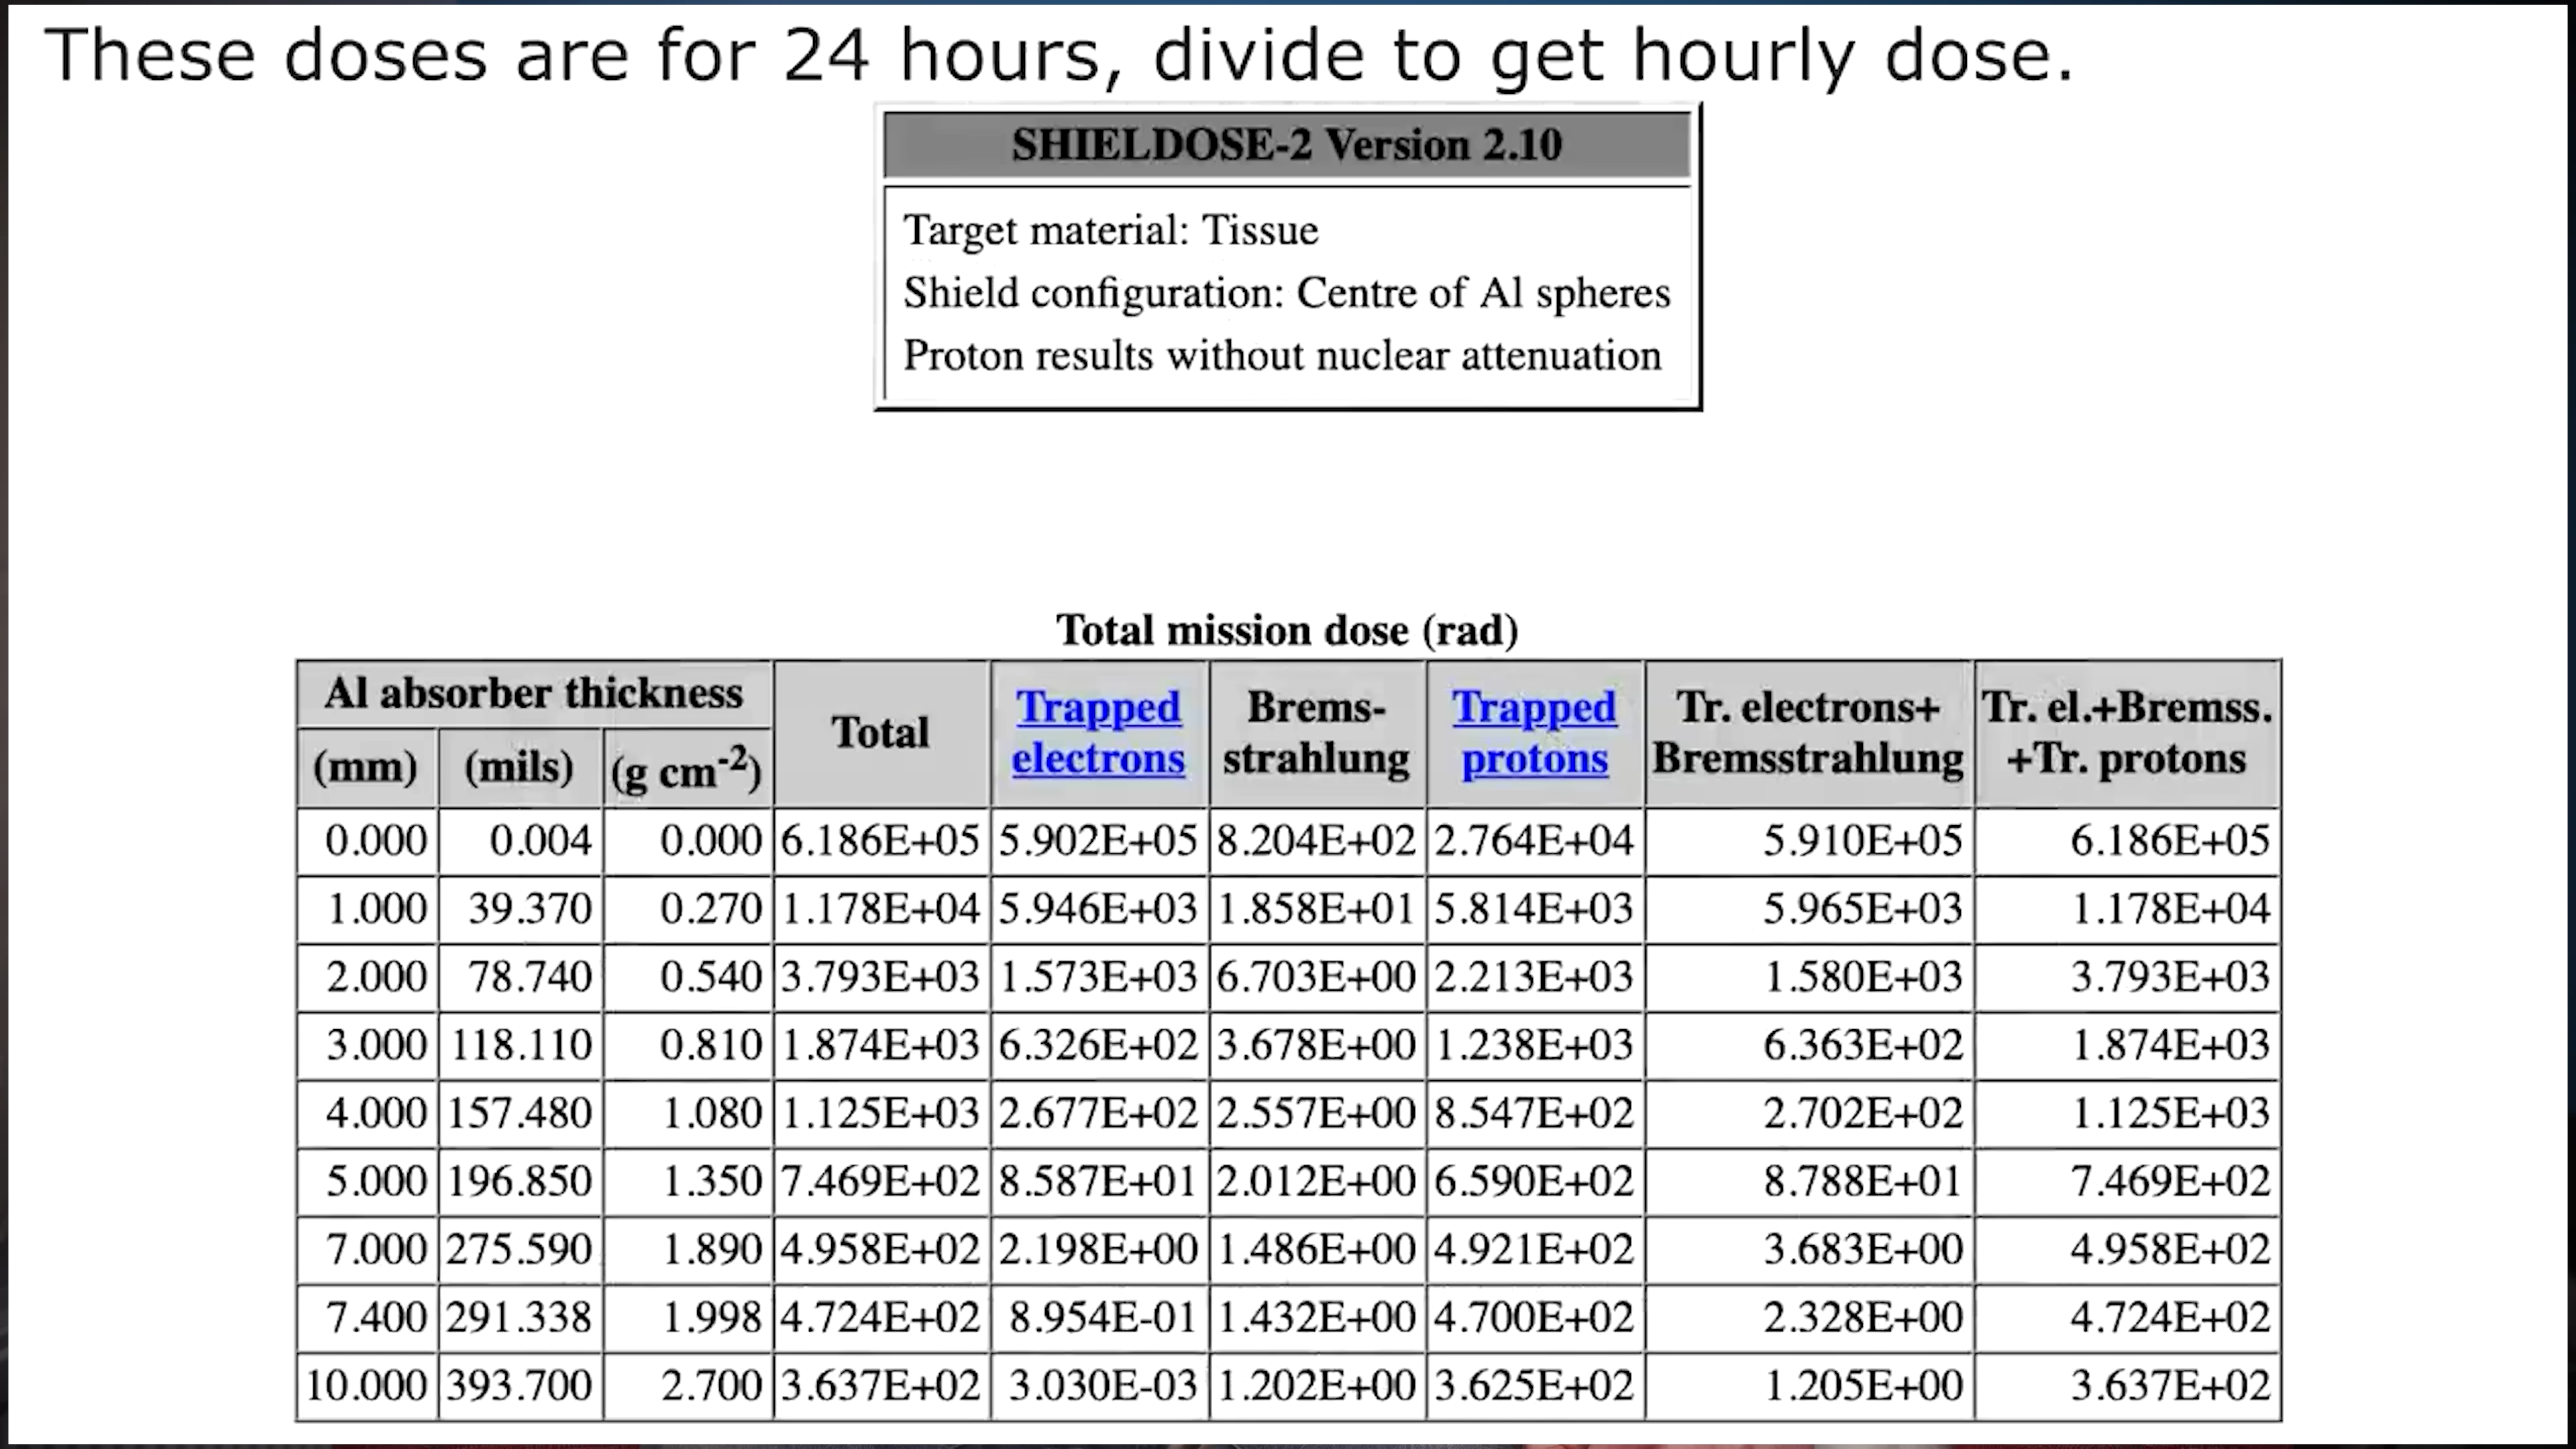 These doses are for 24 hours, divide to get hourly dose.
SHIELDOSE-2 Version 2.10
Target material: Tissue
Shield configuration: Centre of Al spheres
Proton results without nuclear attenuation
Total mission dose (rad)
Al absorber thickness
(mm) (mils) (g cm-2)
Total
Trapped
electrons
Brems-
strahlung
Trapped
protons
Tr. electrons+
Bremsstrahlung
Tr. el.+Bremss.
+Tr. protons
0.000 0.004 0.000 6.186E+05 5.902E+05 8.204E+02 2.764E+04 5.910E+05 6.186E+05
1.000 39.370 0.270 1.178E+04 5.946E+03 1.858E+01 5.814E+03 5.965E+03 1.178E+04
2.000 78.740 0.540 3.793E+03 1.573E+03 6.703E+00 2.213E+03 1.580E+03 3.793E+03
3.000 118.110 0.810 1.874E+03 6.326E+02 3.678E+00 1.238E+03 6.363E+02 1.874E+03
4.000 157.480 1.080 1.125E+03 2.677E+02 2.557E+00 8.547E+02 2.702E+02 1.125E+03
5.000 196.850 1.350 7.469E+02 8.587E+01 2.012E+00 6.590E+02 8.788E+01 7.469E+02
7.000 275.590 1.890 4.958E+02 2.198E+00 1.486E+00 4.921E+02 3.683E+00 4.958E+02
7.400 291.338 1.998 4.724E+02 8.954E-01 1.432E+00 4.700E+02 2.328E+00 4.724E+02
10.000 393.700 2.700 3.637E+02 3.030E-03 1.202E+00 3.625E+02 1.205E+00 3.637E+02